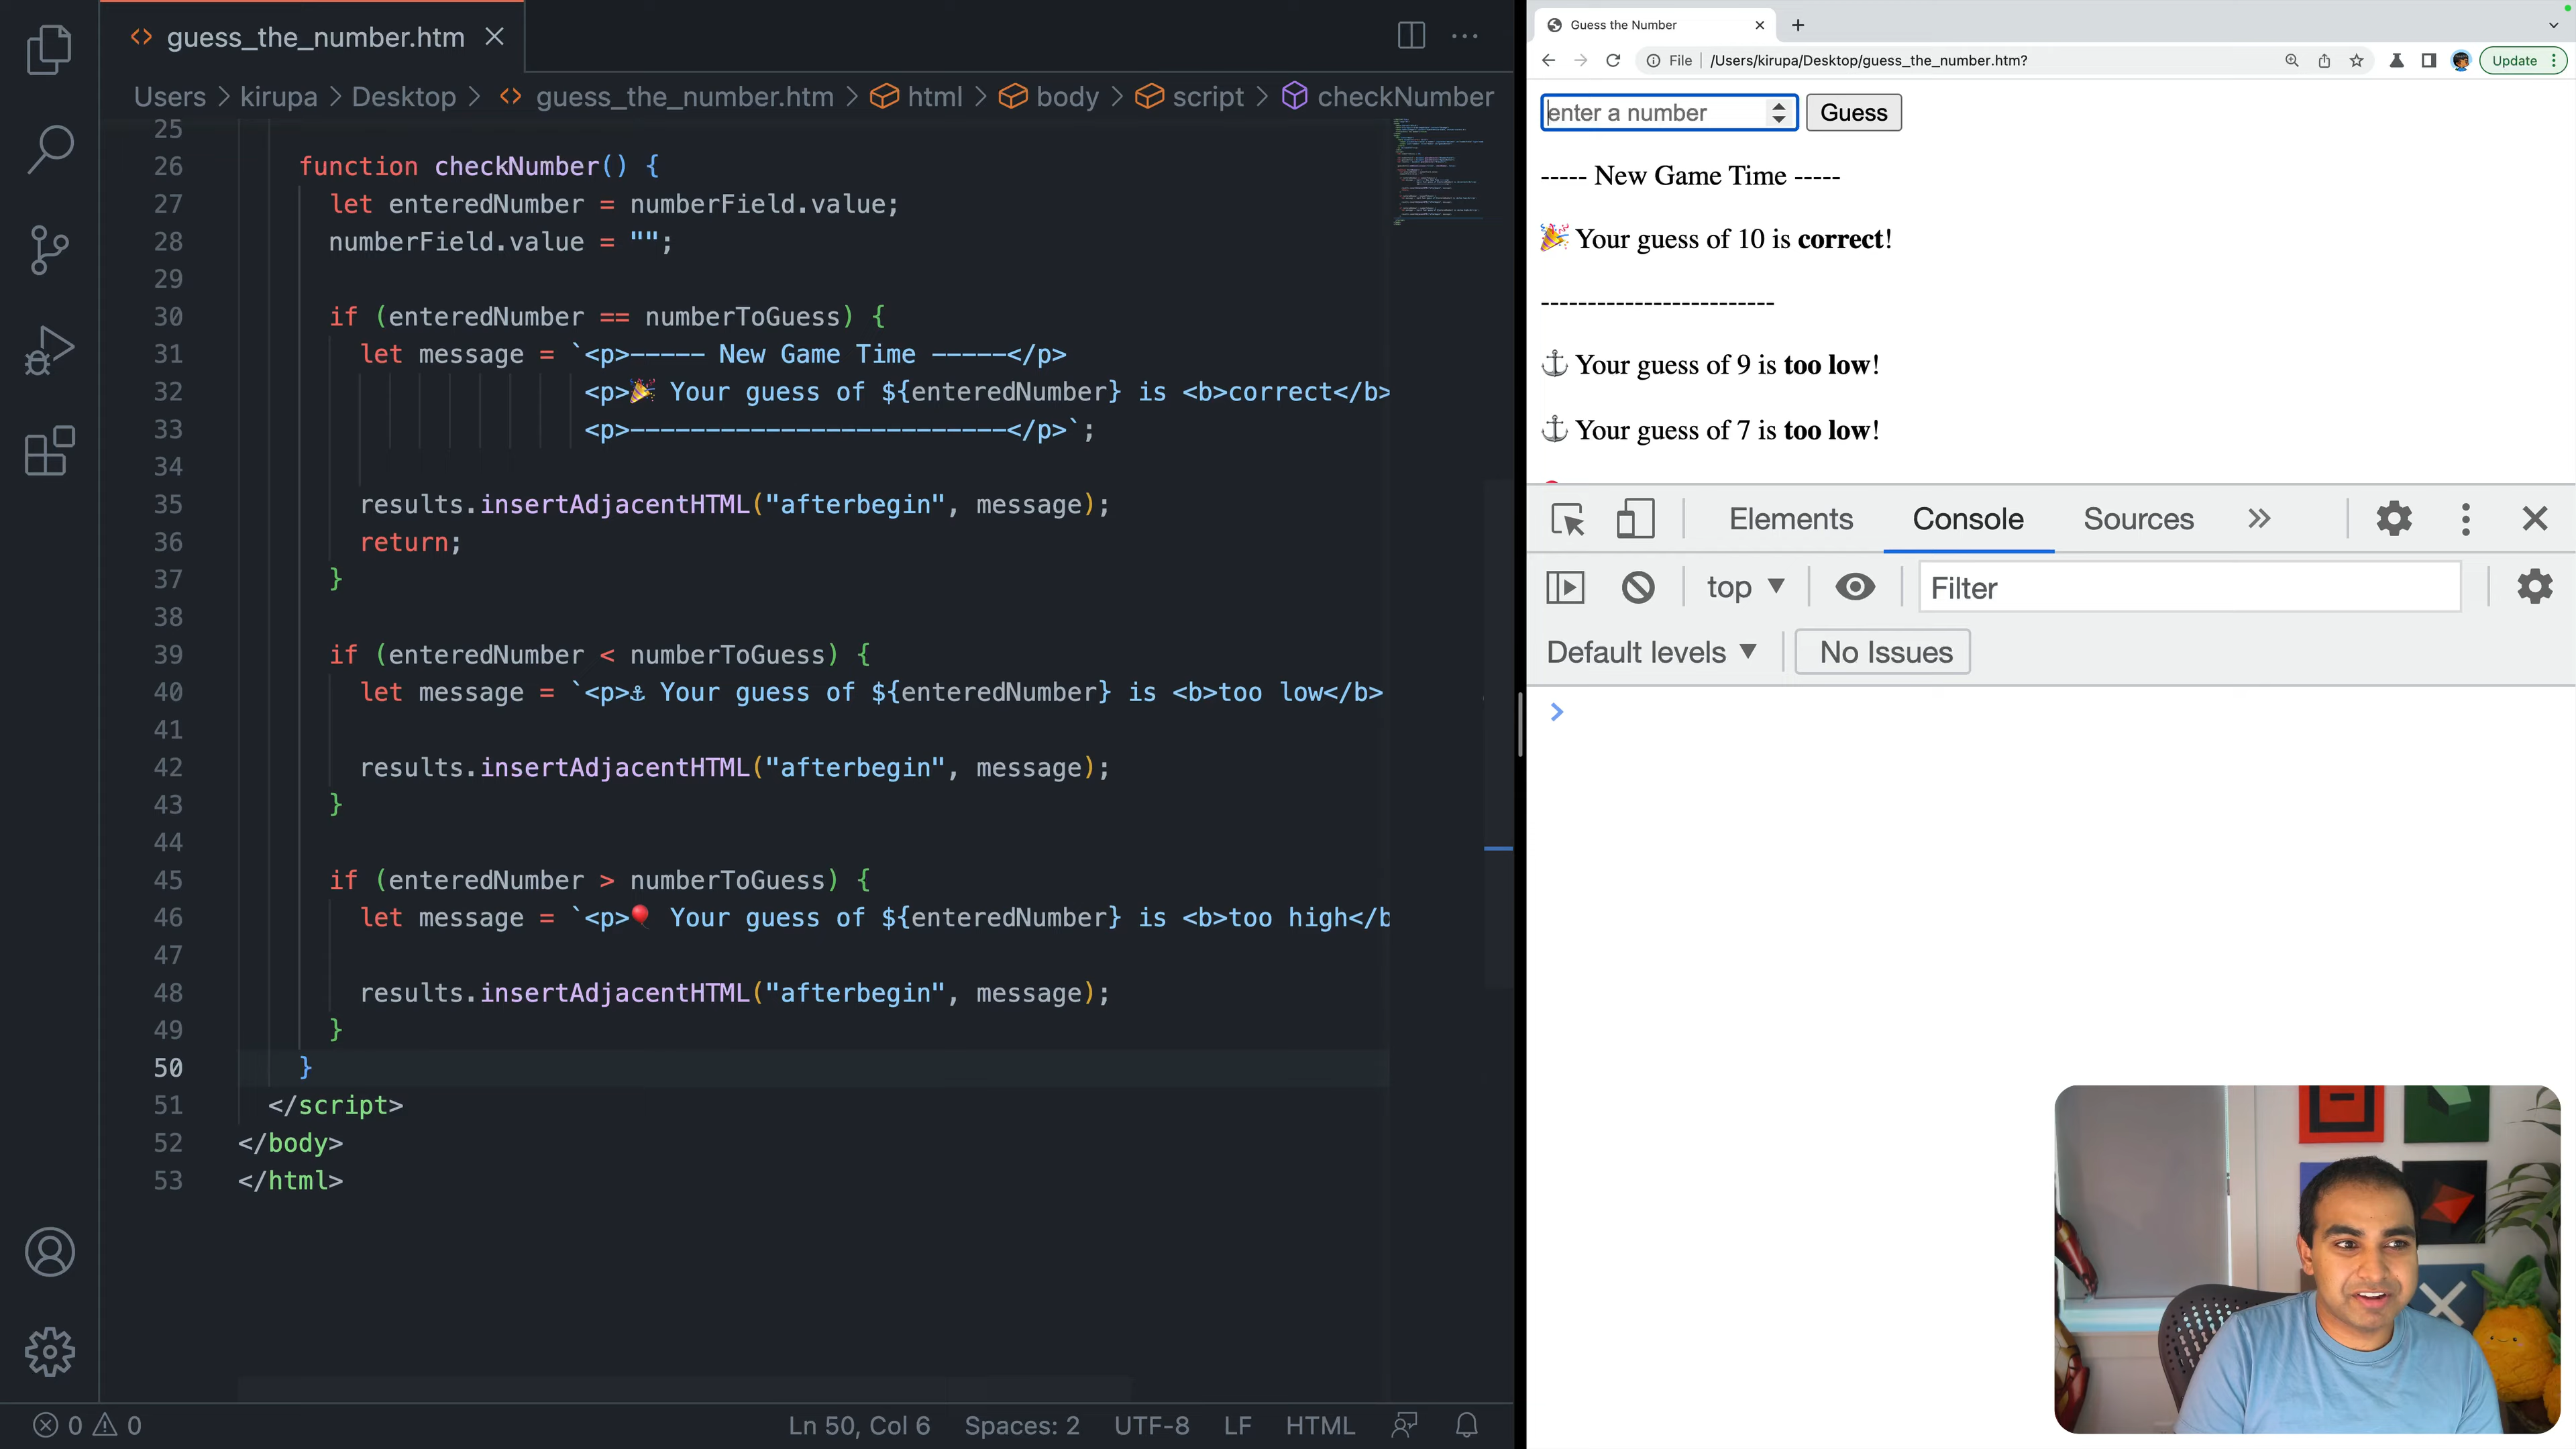 guess_the_number.htm
Users > kirupa > Desktop > guess_the_number.htm > html > body > script > checkNumber
25
26 function checkNumber() {
27 let enteredNumber = numberField.value;
28 numberField.value = "";
29
30 if (enteredNumber == numberToGuess) {
31 let message = `<p>----- New Game Time -----</p>
32 <p>🎉 Your guess of ${enteredNumber} is <b>correct</b>
33 <p>-------------------------</p>`;
34
35 results.insertAdjacentHTML("afterbegin", message);
36 return;
37 }
38
39 if (enteredNumber < numberToGuess) {
40 let message = `<p>⚓ Your guess of ${enteredNumber} is <b>too low</b>
41
42 results.insertAdjacentHTML("afterbegin", message);
43 }
44
45 if (enteredNumber > numberToGuess) {
46 let message = `<p>🎈 Your guess of ${enteredNumber} is <b>too high</b
47
48 results.insertAdjacentHTML("afterbegin", message);
49 }
50 }
51 </script>
52 </body>
53 </html>
0 0 Ln 50, Col 6 Spaces: 2 UTF-8 LF HTML
Guess the Number
File /Users/kirupa/Desktop/guess_the_number.htm? Update
enter a number Guess
----- New Game Time -----
🎉 Your guess of 10 is correct!
-------------------------
⚓ Your guess of 9 is too low!
⚓ Your guess of 7 is too low!
Elements Console Sources
top Filter
Default levels No Issues